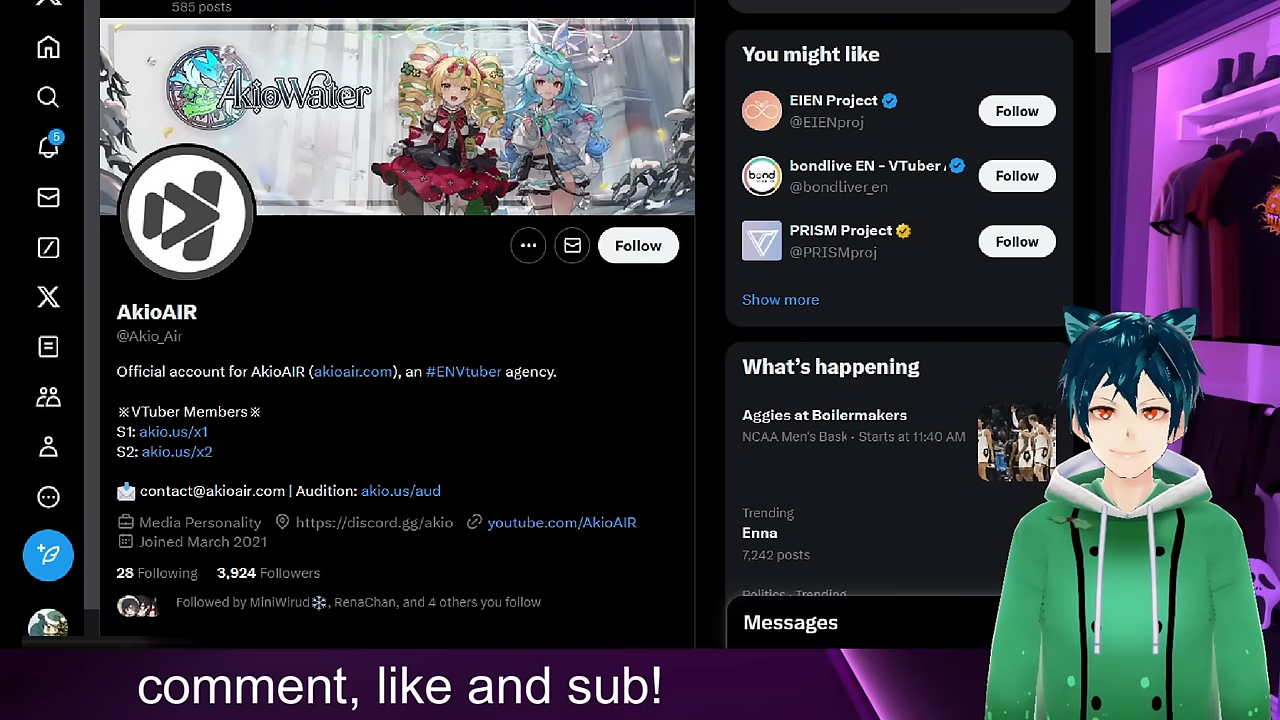 585 posts
AkioWater
AkioAIR
@Akio_Air
Follow
Official account for AkioAIR (akioair.com), an #ENVtuber agency.
※VTuber Members※
S1: akio.us/x1
S2: akio.us/x2
📩 contact@akioair.com | Audition: akio.us/aud
Media Personality https://discord.gg/akio youtube.com/AkioAIR
Joined March 2021
28 Following 3,924 Followers
Followed by MiniWirud❄️, RenaChan, and 4 others you follow
5
You might like
EIEN Project
@EIENproj
Follow
bond
bondlive EN - VTuber
@bondliver_en
Follow
PRISM Project
@PRISMproj
Follow
Show more
What's happening
Aggies at Boilermakers
NCAA Men's Bask · Starts at 11:40 AM
Trending
Enna
7,242 posts
Politics · Trending
Messages
comment, like and sub!